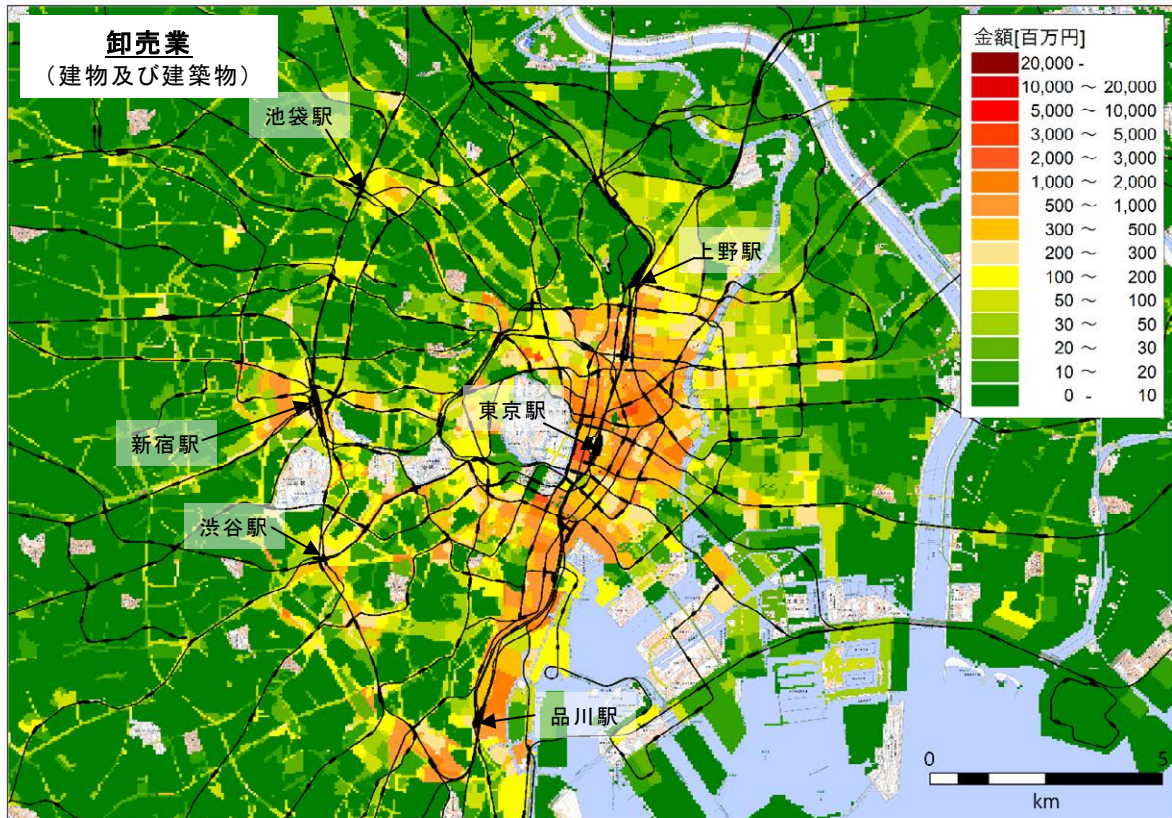 卸売業
（建物及び建築物）
金額[百万円]
20,000 -
10,000 ～ 20,000
5,000 ～ 10,000
3,000 ～ 5,000
2,000 ～ 3,000
1,000 ～ 2,000
500 ～ 1,000
300 ～ 500
200 ～ 300
100 ～ 200
50 ～ 100
30 ～ 50
20 ～ 30
10 ～ 20
0 - 10
池袋駅
上野駅
東京駅
新宿駅
渋谷駅
品川駅
0 5
km